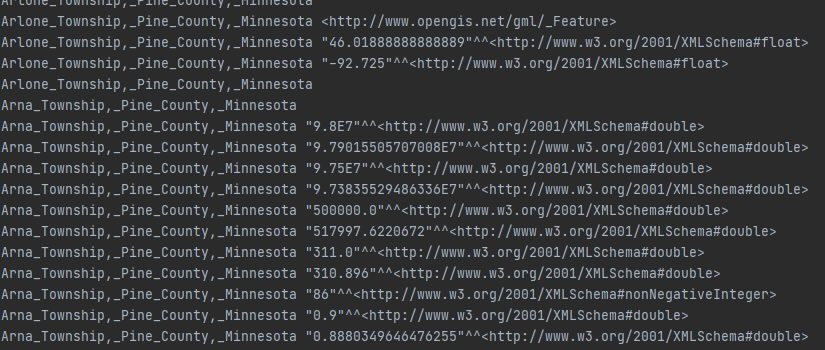 Arlone_Township,_Pine_County,_Minnesota
Arlone_Township,_Pine_County,_Minnesota <http://www.opengis.net/gml/_Feature>
Arlone_Township,_Pine_County,_Minnesota "46.01888888888889"^^<http://www.w3.org/2001/XMLSchema#float>
Arlone_Township,_Pine_County,_Minnesota "-92.725"^^<http://www.w3.org/2001/XMLSchema#float>
Arlone_Township,_Pine_County,_Minnesota
Arna_Township,_Pine_County,_Minnesota
Arna_Township,_Pine_County,_Minnesota "9.8E7"^^<http://www.w3.org/2001/XMLSchema#double>
Arna_Township,_Pine_County,_Minnesota "9.79015505707008E7"^^<http://www.w3.org/2001/XMLSchema#double>
Arna_Township,_Pine_County,_Minnesota "9.75E7"^^<http://www.w3.org/2001/XMLSchema#double>
Arna_Township,_Pine_County,_Minnesota "9.73835529486336E7"^^<http://www.w3.org/2001/XMLSchema#double>
Arna_Township,_Pine_County,_Minnesota "500000.0"^^<http://www.w3.org/2001/XMLSchema#double>
Arna_Township,_Pine_County,_Minnesota "517997.6220672"^^<http://www.w3.org/2001/XMLSchema#double>
Arna_Township,_Pine_County,_Minnesota "311.0"^^<http://www.w3.org/2001/XMLSchema#double>
Arna_Township,_Pine_County,_Minnesota "310.896"^^<http://www.w3.org/2001/XMLSchema#double>
Arna_Township,_Pine_County,_Minnesota "86"^^<http://www.w3.org/2001/XMLSchema#nonNegativeInteger>
Arna_Township,_Pine_County,_Minnesota "0.9"^^<http://www.w3.org/2001/XMLSchema#double>
Arna_Township,_Pine_County,_Minnesota "0.8880349646476255"^^<http://www.w3.org/2001/XMLSchema#double>